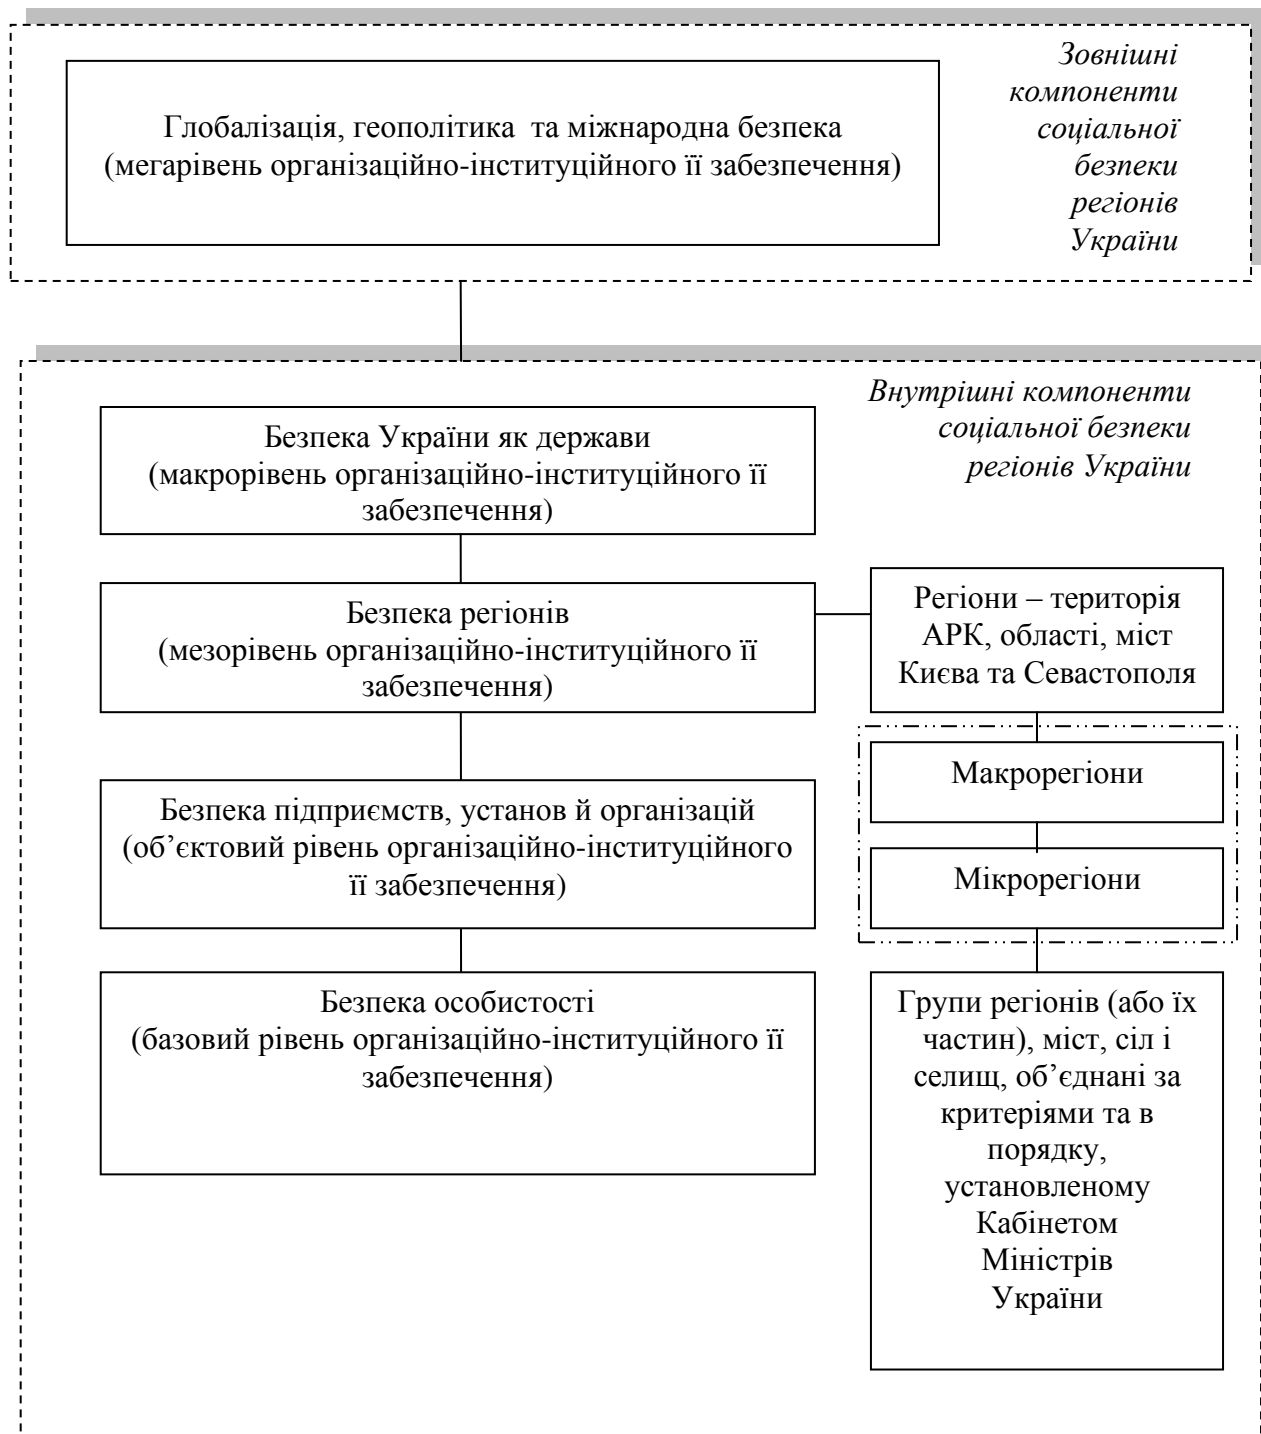 Зовнішні
компоненти
соціальної
безпеки
регіонів
України
Глобалізація, геополітика та міжнародна безпека
(мегарівень організаційно-інституційного її забезпечення)
Внутрішні компоненти
соціальної безпеки
регіонів України
Безпека України як держави
(макрорівень організаційно-інституційного її
забезпечення)
Безпека регіонів
(мезорівень організаційно-інституційного її
забезпечення)
Регіони – територія
АРК, області, міст
Києва та Севастополя
Макрорегіони
Мікрорегіони
Безпека підприємств, установ й організацій
(об’єктовий рівень організаційно-інституційного
її забезпечення)
Безпека особистості
(базовий рівень організаційно-інституційного її
забезпечення)
Групи регіонів (або їх
частин), міст, сіл і
селищ, об’єднані за
критеріями та в
порядку,
установленому
Кабінетом
Міністрів
України